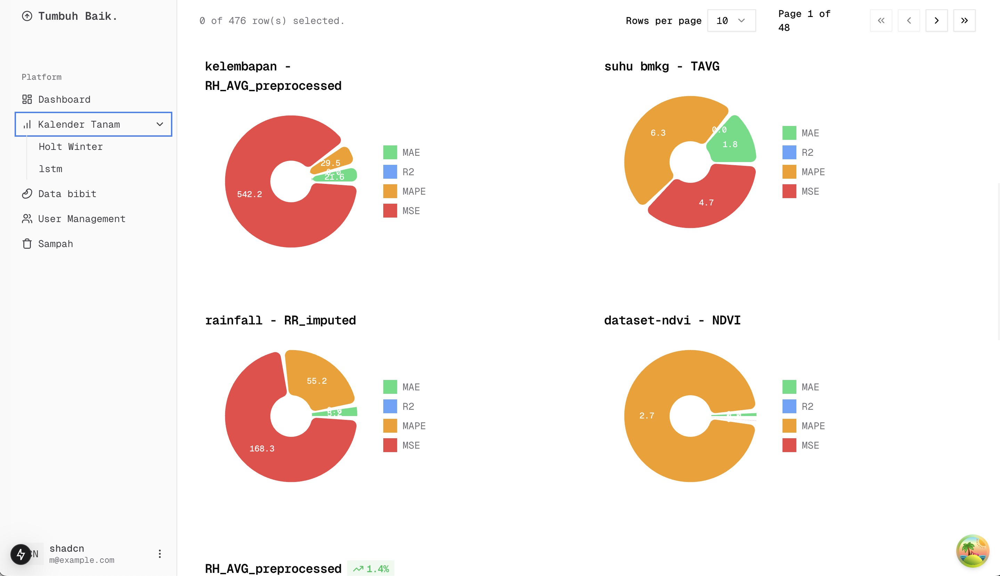 Tumbuh Baik.
Platform
Dashboard
Kalender Tanam
Holt Winter
lstm
Data bibit
User Management
Sampah
shadcn
m@example.com
0 of 476 row(s) selected.
Rows per page
10
Page 1 of
48
kelembapan -
RH_AVG_preprocessed
542.2
29.5
21.6
MAE
R2
MAPE
MSE
suhu bmkg - TAVG
6.3
0.0
1.8
4.7
MAE
R2
MAPE
MSE
rainfall - RR_imputed
55.2
168.3
MAE
R2
MAPE
MSE
dataset-ndvi - NDVI
2.7
MAE
R2
MAPE
MSE
RH_AVG_preprocessed
1.4%